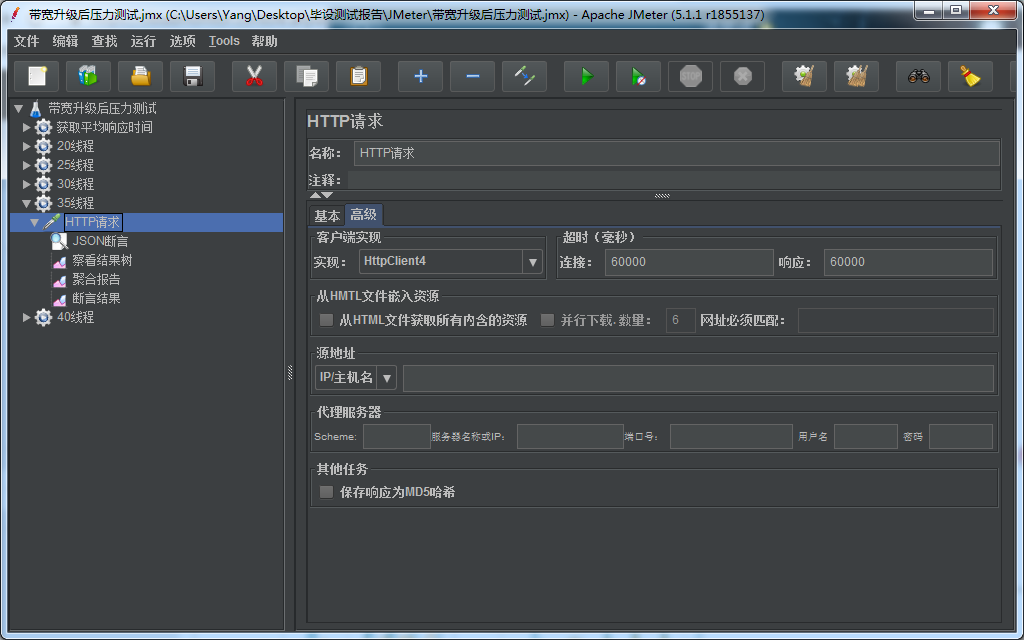 带宽升级后压力测试.jmx (C:\Users\Yang\Desktop\毕设测试报告\JMeter\带宽升级后压力测试.jmx) - Apache JMeter (5.1.1 r1855137)
文件 编辑 查找 运行 选项 Tools 帮助
STOP
带宽升级后压力测试
获取平均响应时间
20线程
25线程
30线程
35线程
HTTP请求
JSON断言
察看结果树
聚合报告
断言结果
40线程
HTTP请求
名称： HTTP请求
注释：
基本 高级
客户端实现
实现： HttpClient4
超时（毫秒）
连接： 60000 响应： 60000
从HMTL文件嵌入资源
从HTML文件获取所有内含的资源 并行下载.数量： 6 网址必须匹配：
源地址
IP/主机名
代理服务器
Scheme: 服务器名称或IP： 端口号： 用户名 密码
其他任务
保存响应为MD5哈希